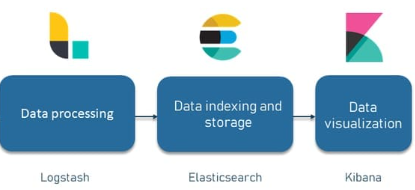 Data processing
Data indexing and
storage
Data
visualization
Logstash
Elasticsearch
Kibana